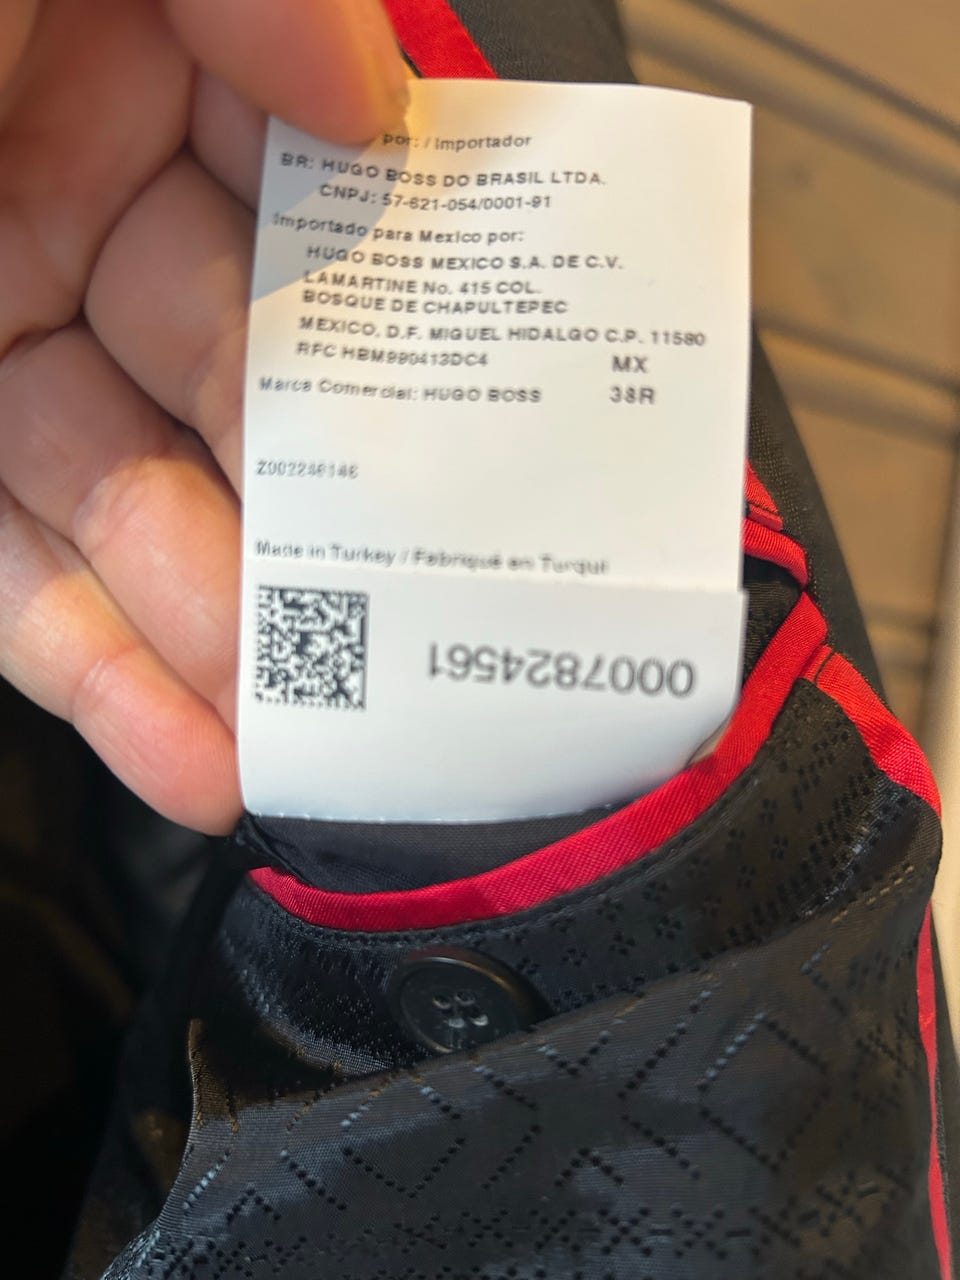 por: / Importador
BR: HUGO BOSS DO BRASIL LTDA.
CNPJ: 57-621-054/0001-91
Importado para Mexico por:
HUGO BOSS MEXICO S.A. DE C.V.
LAMARTINE No. 415 COL.
BOSQUE DE CHAPULTEPEC
MEXICO, D.F. MIGUEL HIDALGO C.P. 11580
RFC HBM990413DC4 MX
Marca Comercial: HUGO BOSS 38R
Made in Turkey / Fabriqué en Turqui
0007824561